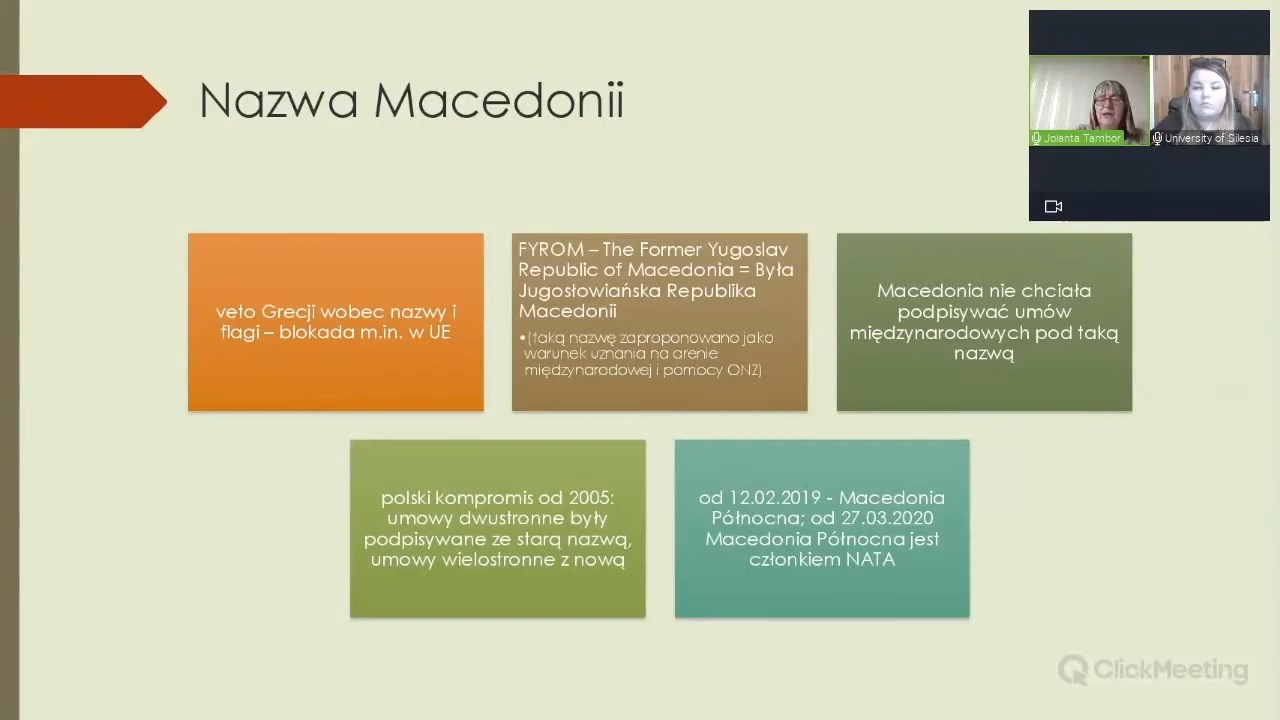 Nazwa Macedonii
Jolanta Tambor
University of Silesia
veto Grecji wobec nazwy i
flagi – blokada m.in. w UE
FYROM – The Former Yugoslav
Republic of Macedonia = Była
Jugosłowiańska Republika
Macedonii
•(taką nazwę zaproponowano jako
warunek uznania na arenie
międzynarodowej i pomocy ONZ)
Macedonia nie chciała
podpisywać umów
międzynarodowych pod taką
nazwą
polski kompromis od 2005:
umowy dwustronne były
podpisywane ze starą nazwą,
umowy wielostronne z nową
od 12.02.2019 - Macedonia
Północna; od 27.03.2020
Macedonia Północna jest
członkiem NATA
ClickMeeting